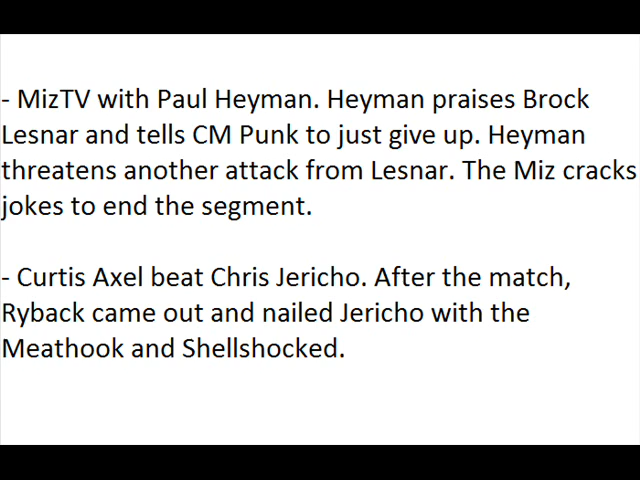 - MizTV with Paul Heyman. Heyman praises Brock
Lesnar and tells CM Punk to just give up. Heyman
threatens another attack from Lesnar. The Miz cracks
jokes to end the segment.
- Curtis Axel beat Chris Jericho. After the match,
Ryback came out and nailed Jericho with the
Meathook and Shellshocked.